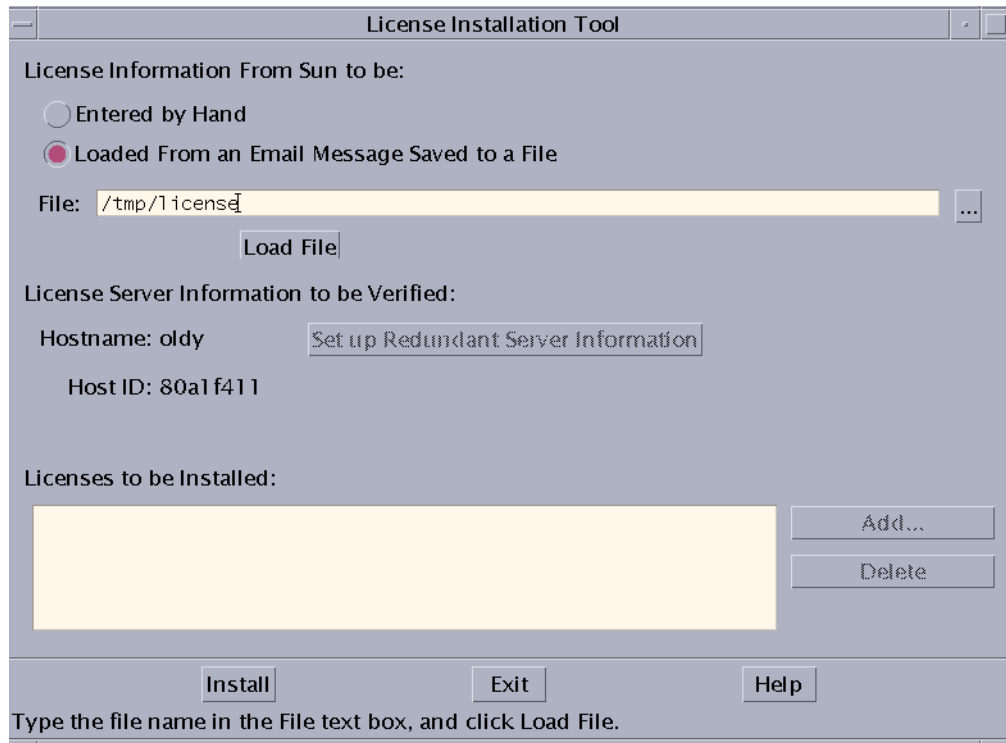 License Installation Tool
License Information From Sun to be:
Entered by Hand
Loaded From an Email Message Saved to a File
File: /tmp/license ...
Load File
License Server Information to be Verified:
Hostname: oldy Set up Redundant Server Information
Host ID: 80a1f411
Licenses to be Installed:
Add...
Delete
Install Exit Help
Type the file name in the File text box, and click Load File.